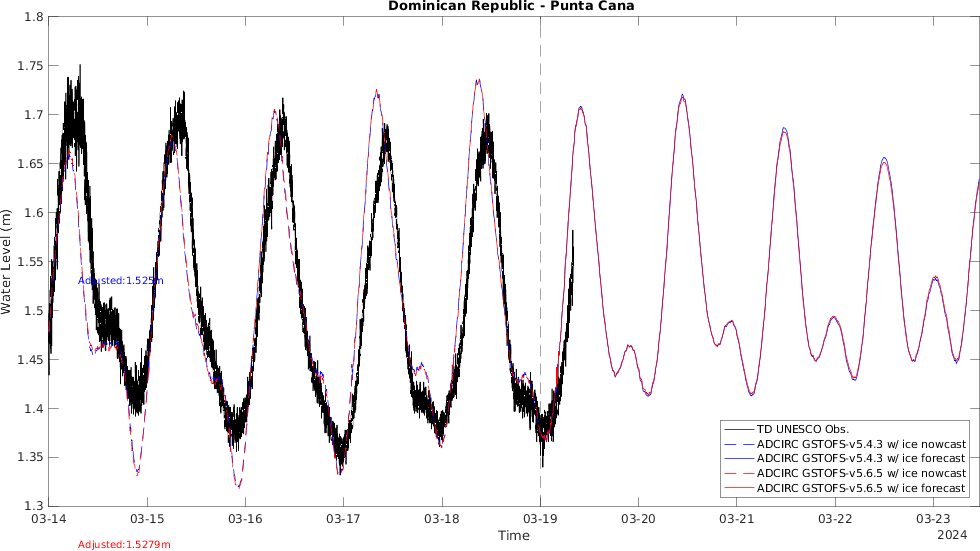 Dominican Republic - Punta Cana
1.8
1.75
1.7
1.65
1.6
1.55
1.5
1.45
1.4
1.35
1.3
Water Level (m)
Adjusted:1.525m
TD UNESCO Obs.
ADCIRC GSTOFS-v5.4.3 w/ ice nowcast
ADCIRC GSTOFS-v5.4.3 w/ ice forecast
ADCIRC GSTOFS-v5.6.5 w/ ice nowcast
ADCIRC GSTOFS-v5.6.5 w/ ice forecast
03-14 03-15 03-16 03-17 03-18 03-19 03-20 03-21 03-22 03-23
Time
2024
Adjusted:1.5279m